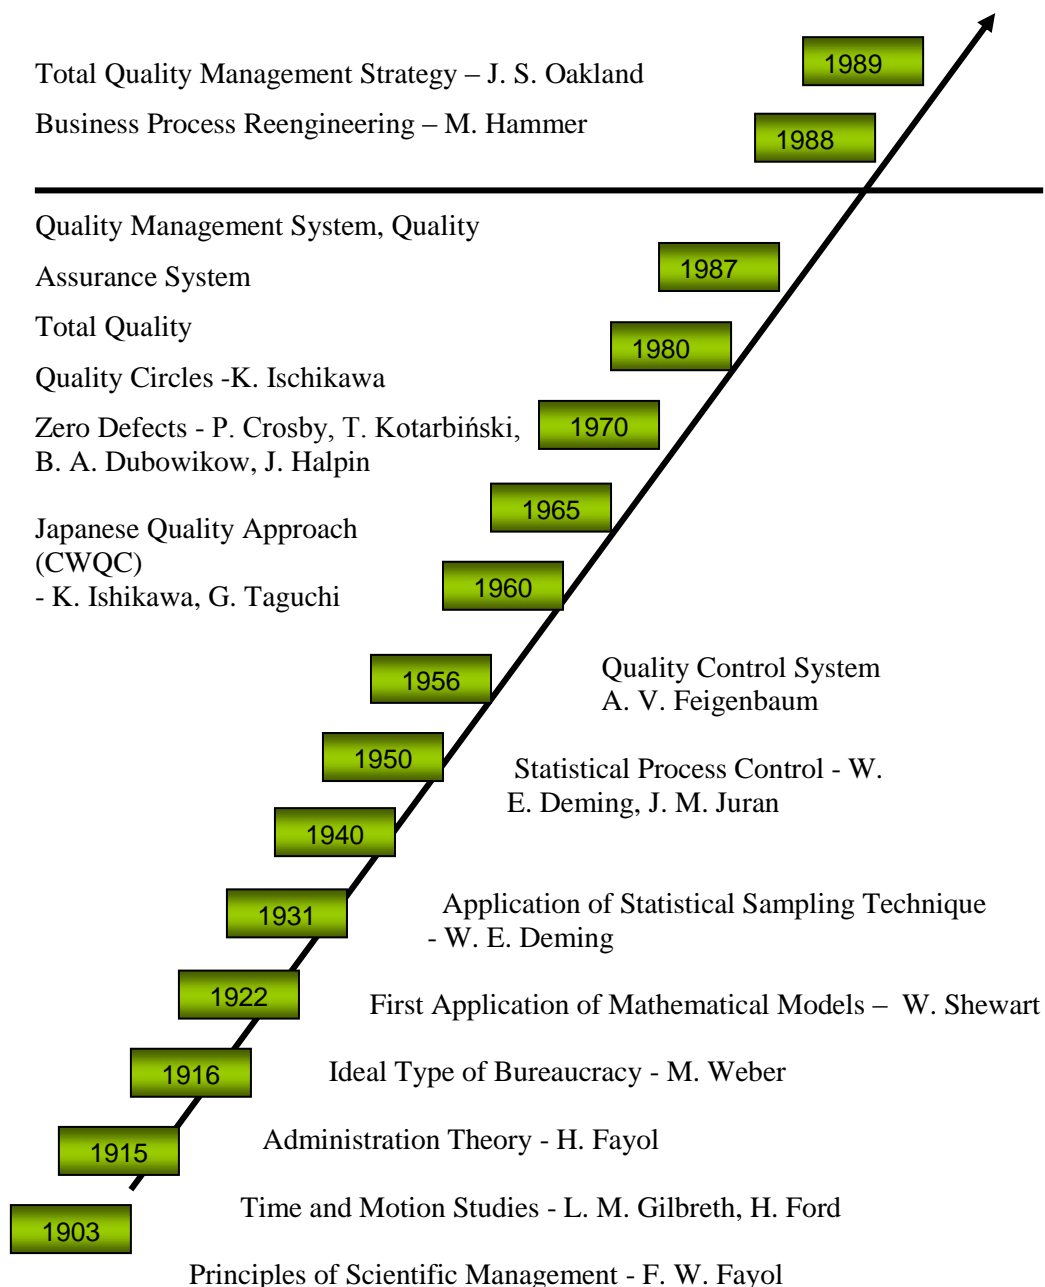 1989
Total Quality Management Strategy – J. S. Oakland
Business Process Reengineering – M. Hammer
1988
Quality Management System, Quality
1987
Assurance System
Total Quality
1980
Quality Circles -K. Ischikawa
Zero Defects - P. Crosby, T. Kotarbiński,
1970
B. A. Dubowikow, J. Halpin
1965
Japanese Quality Approach
(CWQC)
1960
- K. Ishikawa, G. Taguchi
1956
Quality Control System
A. V. Feigenbaum
1950
Statistical Process Control - W.
E. Deming, J. M. Juran
1940
1931
Application of Statistical Sampling Technique
- W. E. Deming
1922
First Application of Mathematical Models – W. Shewart
1916
Ideal Type of Bureaucracy - M. Weber
1915
Administration Theory - H. Fayol
Time and Motion Studies - L. M. Gilbreth, H. Ford
1903
Principles of Scientific Management - F. W. Fayol